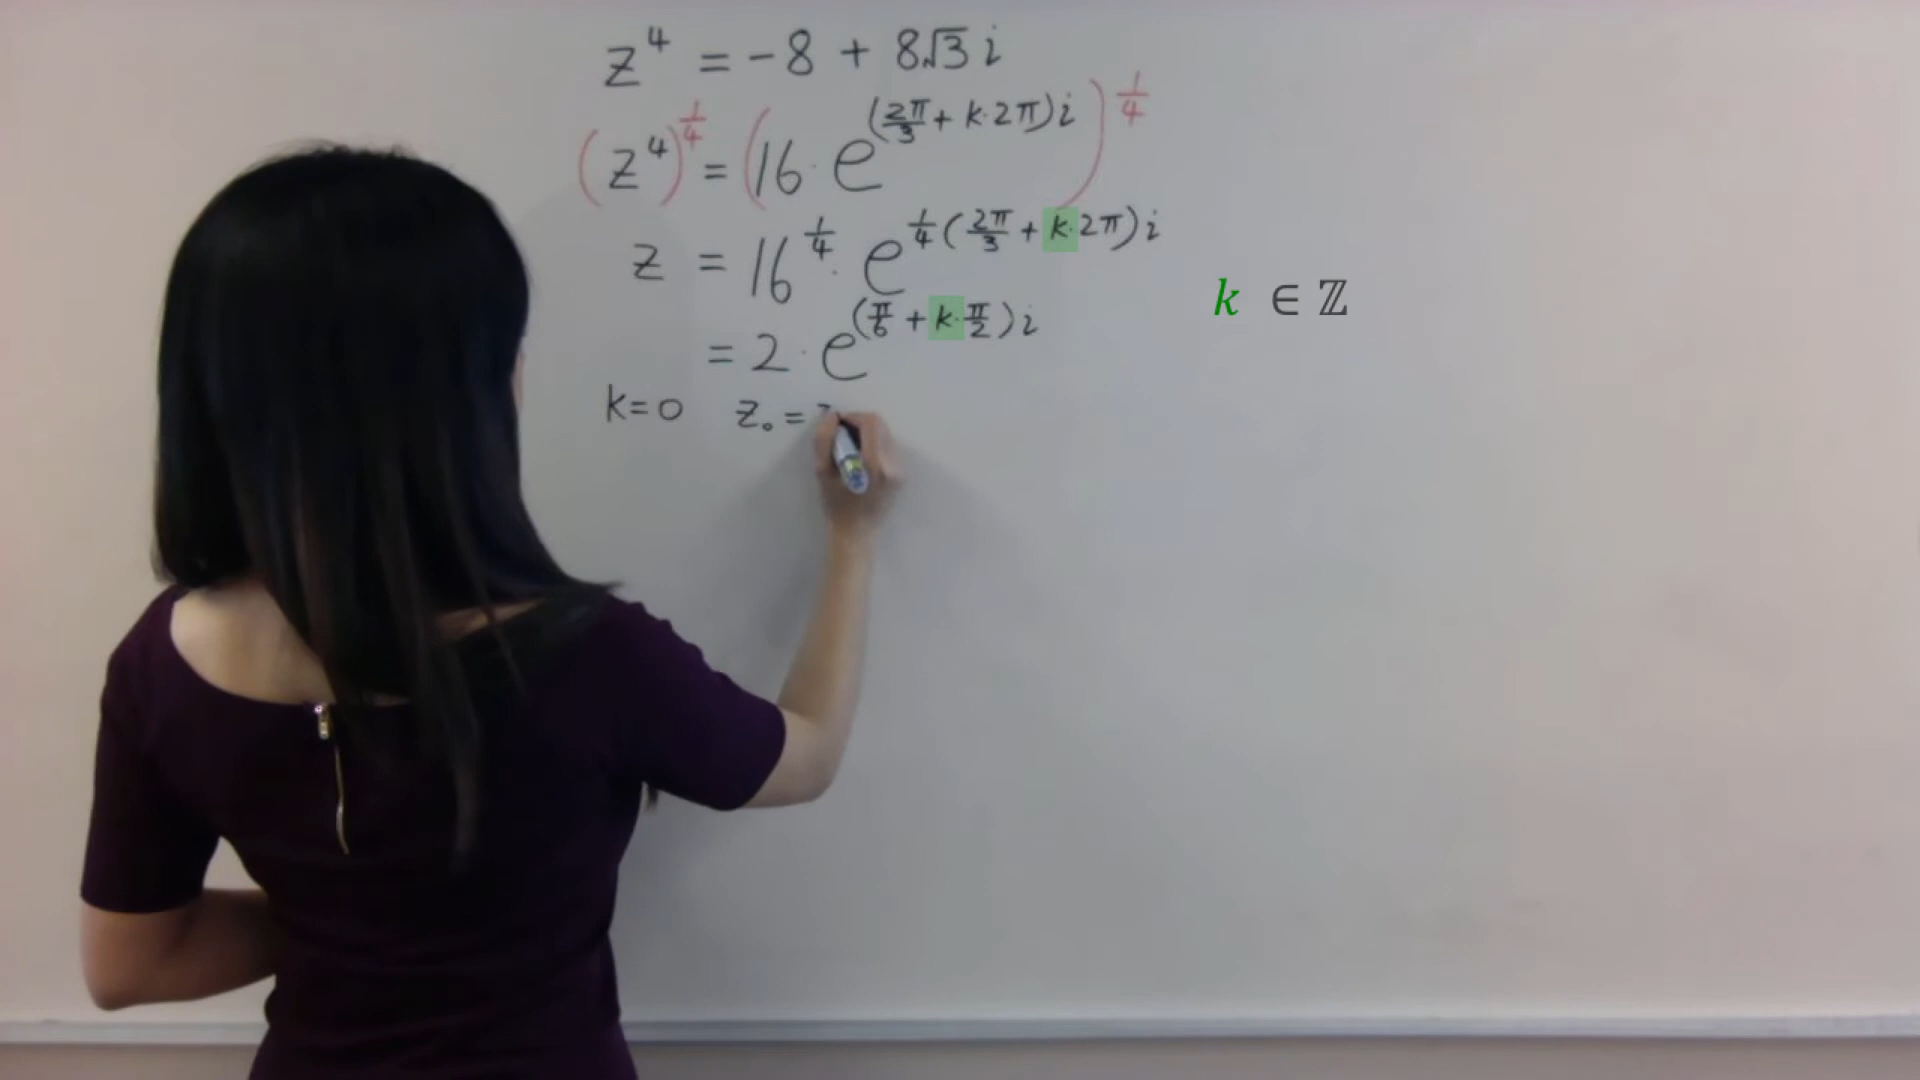 z⁴ = -8 + 8√3 i
(z⁴)^(1/4) = (16 · e^((2π/3 + k·2π)i))^(1/4)
z = 16^(1/4) · e^(1/4(2π/3 + k·2π)i)
k ∈ ℤ
= 2 · e^((π/6 + k·π/2)i)
k=0 z₀ =